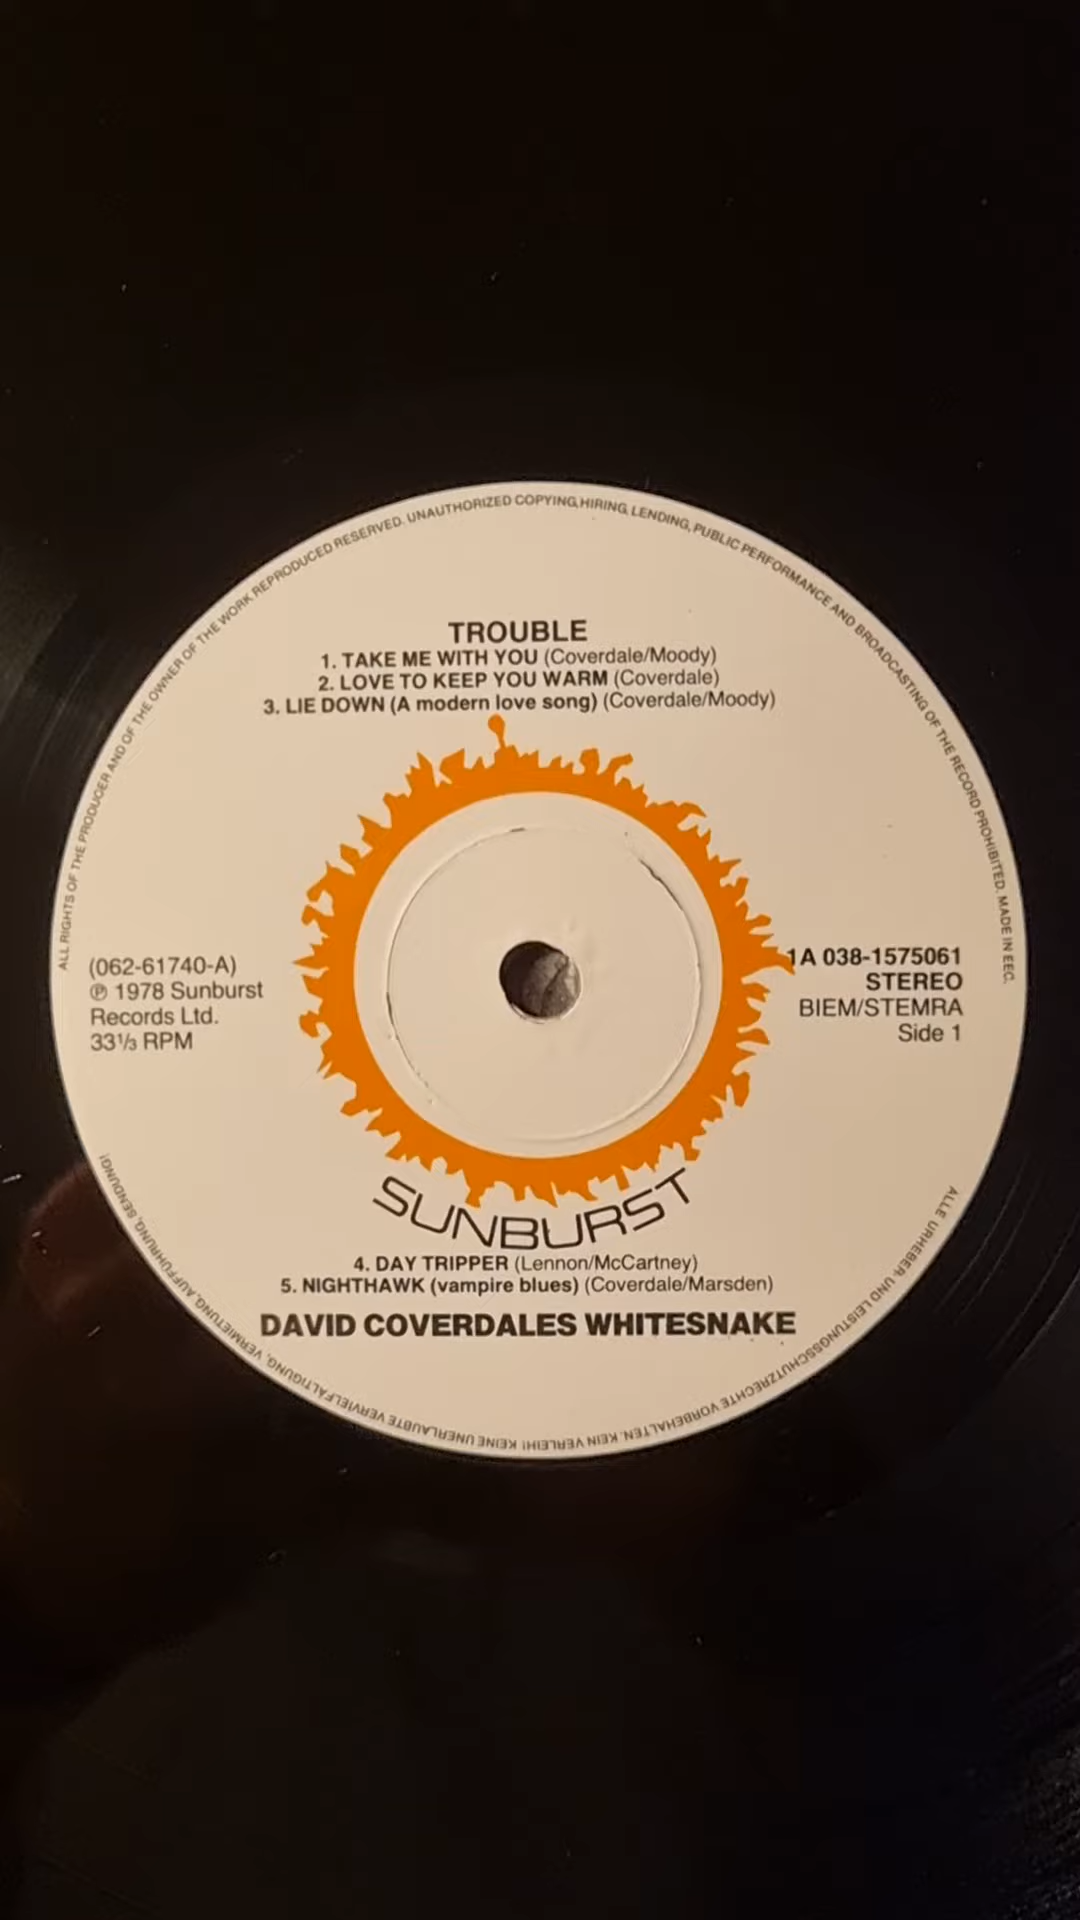 ALL RIGHTS OF THE PRODUCER AND OF THE OWNER OF THE WORK REPRODUCED RESERVED. UNAUTHORIZED COPYING, HIRING, LENDING, PUBLIC PERFORMANCE AND BROADCASTING OF THE RECORD PROHIBITED. MADE IN EEC.
TROUBLE
1. TAKE ME WITH YOU (Coverdale/Moody)
2. LOVE TO KEEP YOU WARM (Coverdale)
3. LIE DOWN (A modern love song) (Coverdale/Moody)
(062-61740-A)
℗ 1978 Sunburst
Records Ltd.
33⅓ RPM
1A 038-1575061
STEREO
BIEM/STEMRA
Side 1
SUNBURST
4. DAY TRIPPER (Lennon/McCartney)
5. NIGHTHAWK (vampire blues) (Coverdale/Marsden)
DAVID COVERDALES WHITESNAKE
ALLE URHEBER- UND LEISTUNGSSCHUTZRECHTE VORBEHALTEN. KEIN VERLEIH! KEINE UNERLAUBTE VERVIELFÄLTIGUNG, VERMIETUNG, AUFFÜHRUNG, SENDUNG!